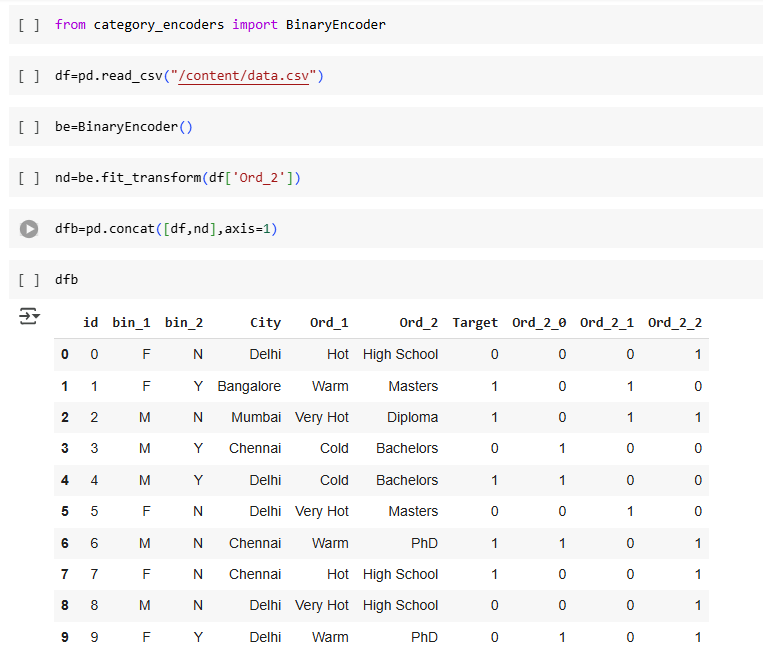 [ ] from category_encoders import BinaryEncoder
[ ] df=pd.read_csv("/content/data.csv")
[ ] be=BinaryEncoder()
[ ] nd=be.fit_transform(df['Ord_2'])
dfb=pd.concat([df,nd],axis=1)
[ ] dfb
id bin_1 bin_2 City Ord_1 Ord_2 Target Ord_2_0 Ord_2_1 Ord_2_2
0 0 F N Delhi Hot High School 0 0 0 1
1 1 F Y Bangalore Warm Masters 1 0 1 0
2 2 M N Mumbai Very Hot Diploma 1 0 1 1
3 3 M Y Chennai Cold Bachelors 0 1 0 0
4 4 M Y Delhi Cold Bachelors 1 1 0 0
5 5 F N Delhi Very Hot Masters 0 0 1 0
6 6 M N Chennai Warm PhD 1 1 0 1
7 7 F N Chennai Hot High School 1 0 0 1
8 8 M N Delhi Very Hot High School 0 0 0 1
9 9 F Y Delhi Warm PhD 0 1 0 1